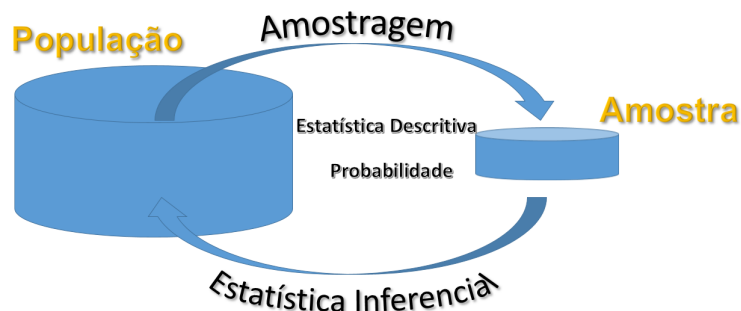 Amostragem
População
Amostra
Estatística Descritiva
Probabilidade
Estatística Inferencial